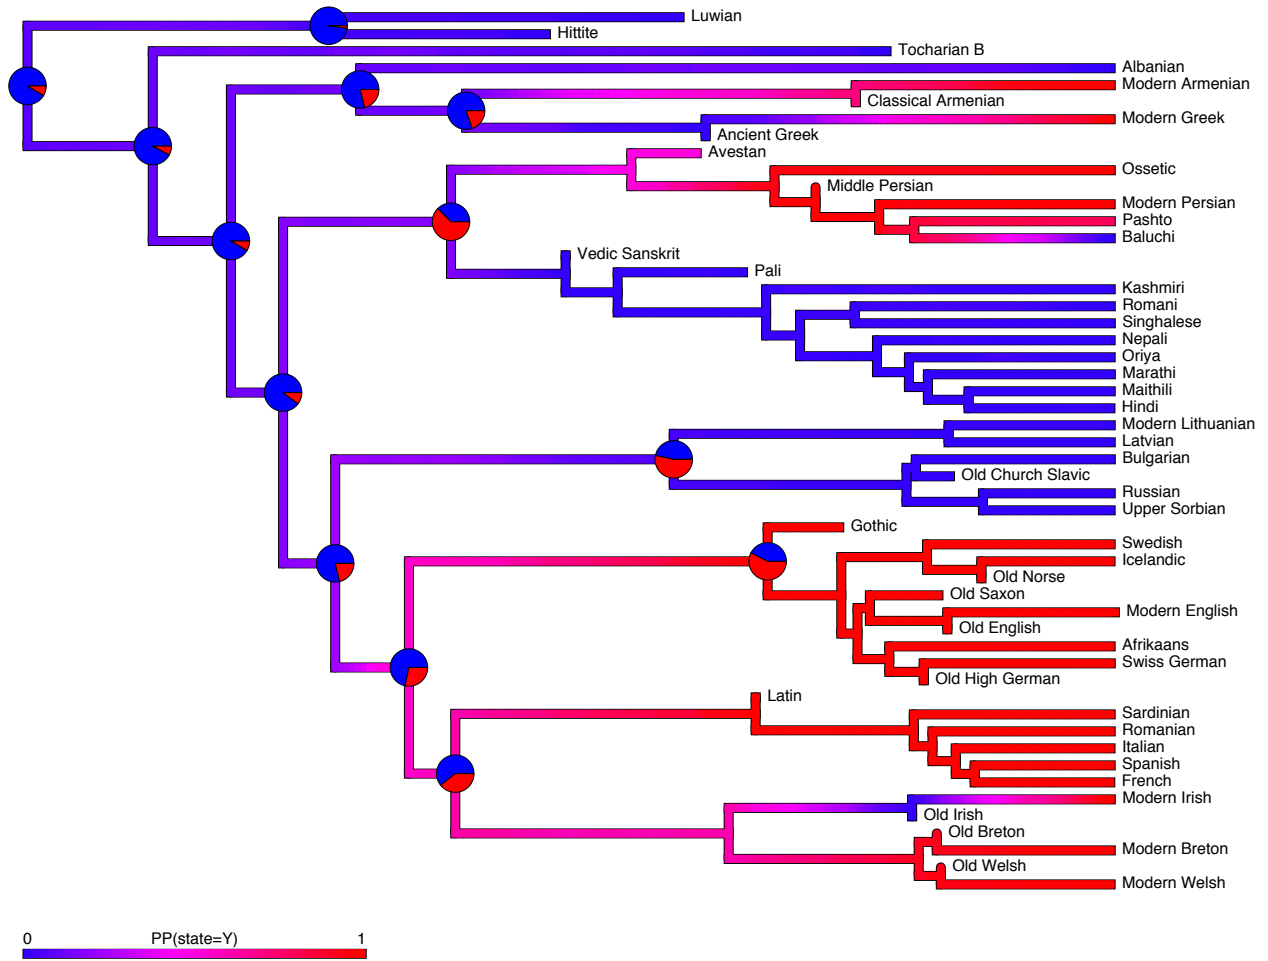 Luwian
Hittite
Tocharian B
Albanian
Modern Armenian
Classical Armenian
Modern Greek
Ancient Greek
Avestan
Ossetic
Middle Persian
Modern Persian
Pashto
Baluchi
Vedic Sanskrit
Pali
Kashmiri
Romani
Singhalese
Nepali
Oriya
Marathi
Maithili
Hindi
Modern Lithuanian
Latvian
Bulgarian
Old Church Slavic
Russian
Upper Sorbian
Gothic
Swedish
Icelandic
Old Norse
Old Saxon
Modern English
Old English
Afrikaans
Swiss German
Old High German
Latin
Sardinian
Romanian
Italian
Spanish
French
Modern Irish
Old Irish
Old Breton
Modern Breton
Old Welsh
Modern Welsh
0 PP(state=Y) 1